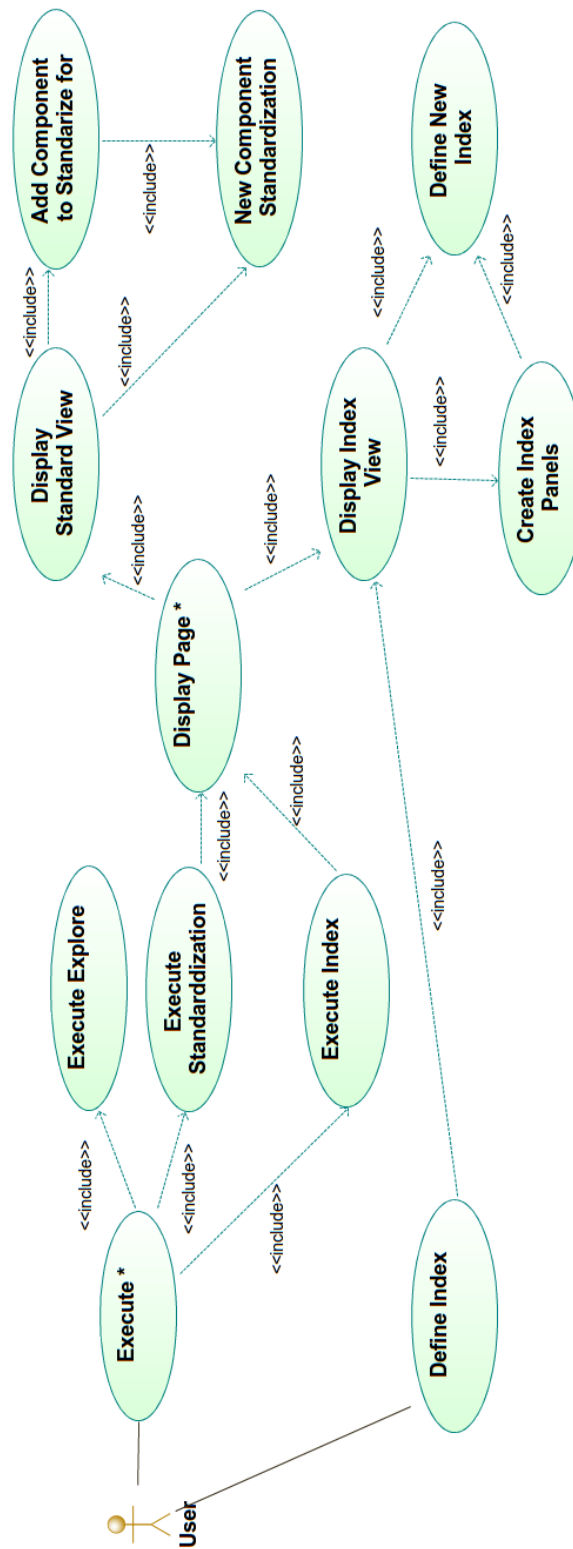 User
Execute *
Define Index
<<include>>
<<include>>
<<include>>
Execute Explore
Execute
Standarddization
Execute Index
<<include>>
<<include>>
<<include>>
Display Page *
<<include>>
<<include>>
Display
Standard View
Display Index
View
<<include>>
Create Index
Panels
<<include>>
<<include>>
<<include>>
<<include>>
Add Component
to Standarize for
<<include>>
New Component
Standardization
Define New
Index